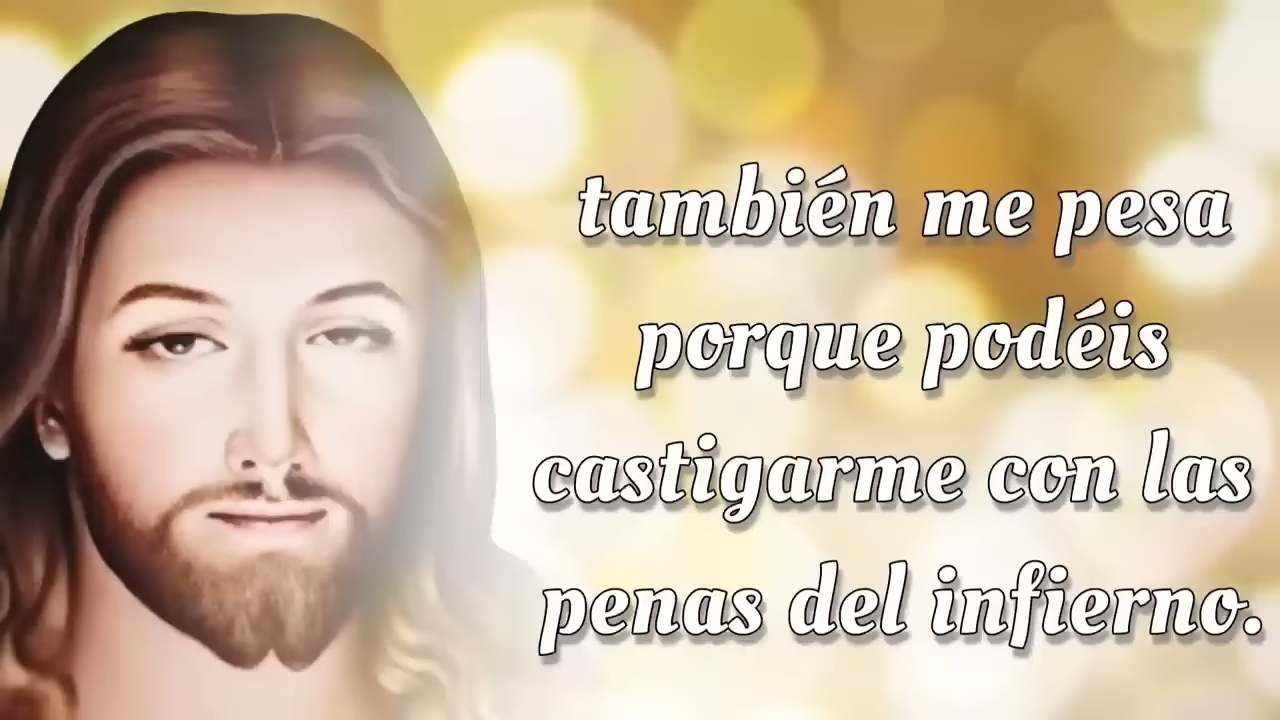 también me pesa
porque podéis
castigarme con las
penas del infierno.